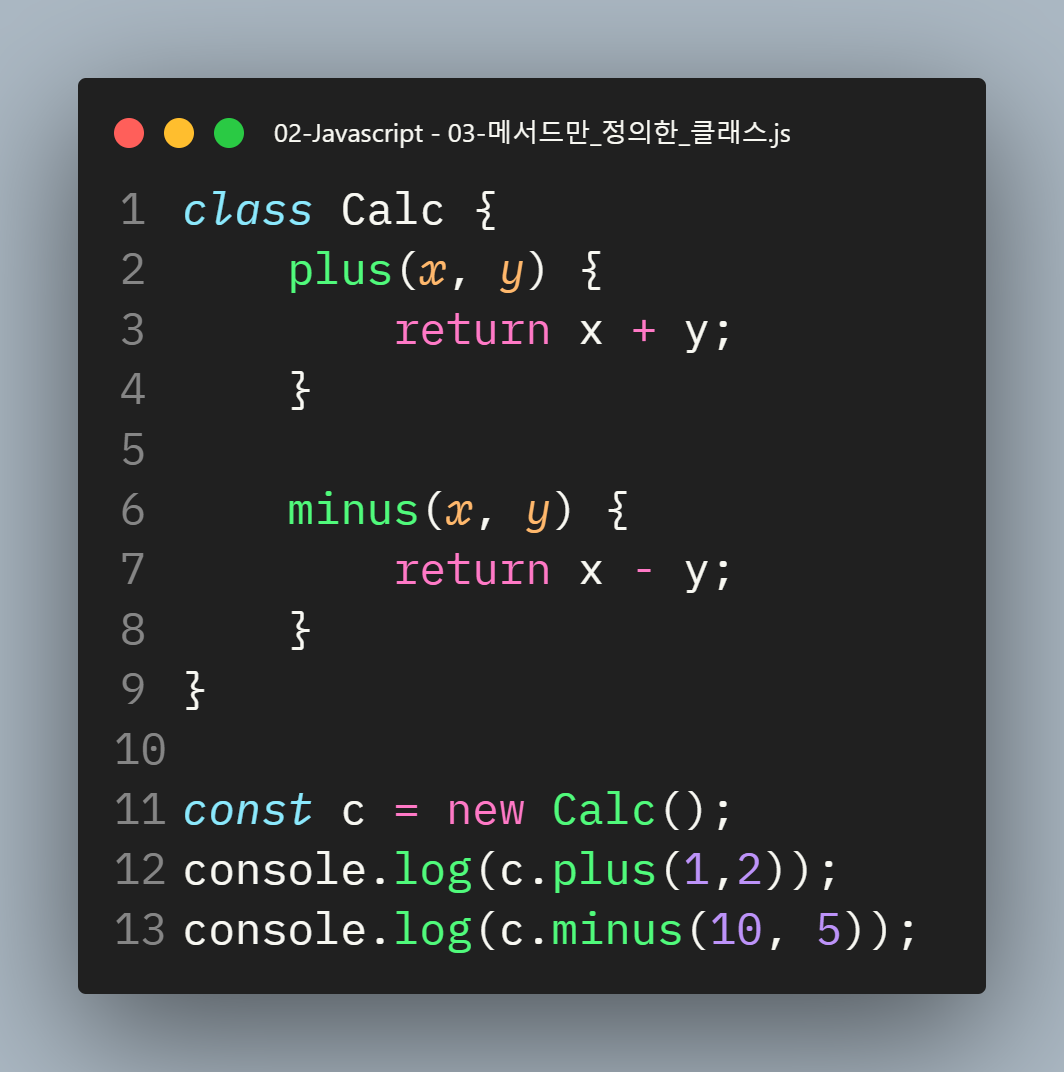 02-Javascript - 03-메서드만_정의한_클래스.js
1 class Calc {
2     plus(x, y) {
3         return x + y;
4     }
5
6     minus(x, y) {
7         return x - y;
8     }
9 }
10
11 const c = new Calc();
12 console.log(c.plus(1,2));
13 console.log(c.minus(10, 5));